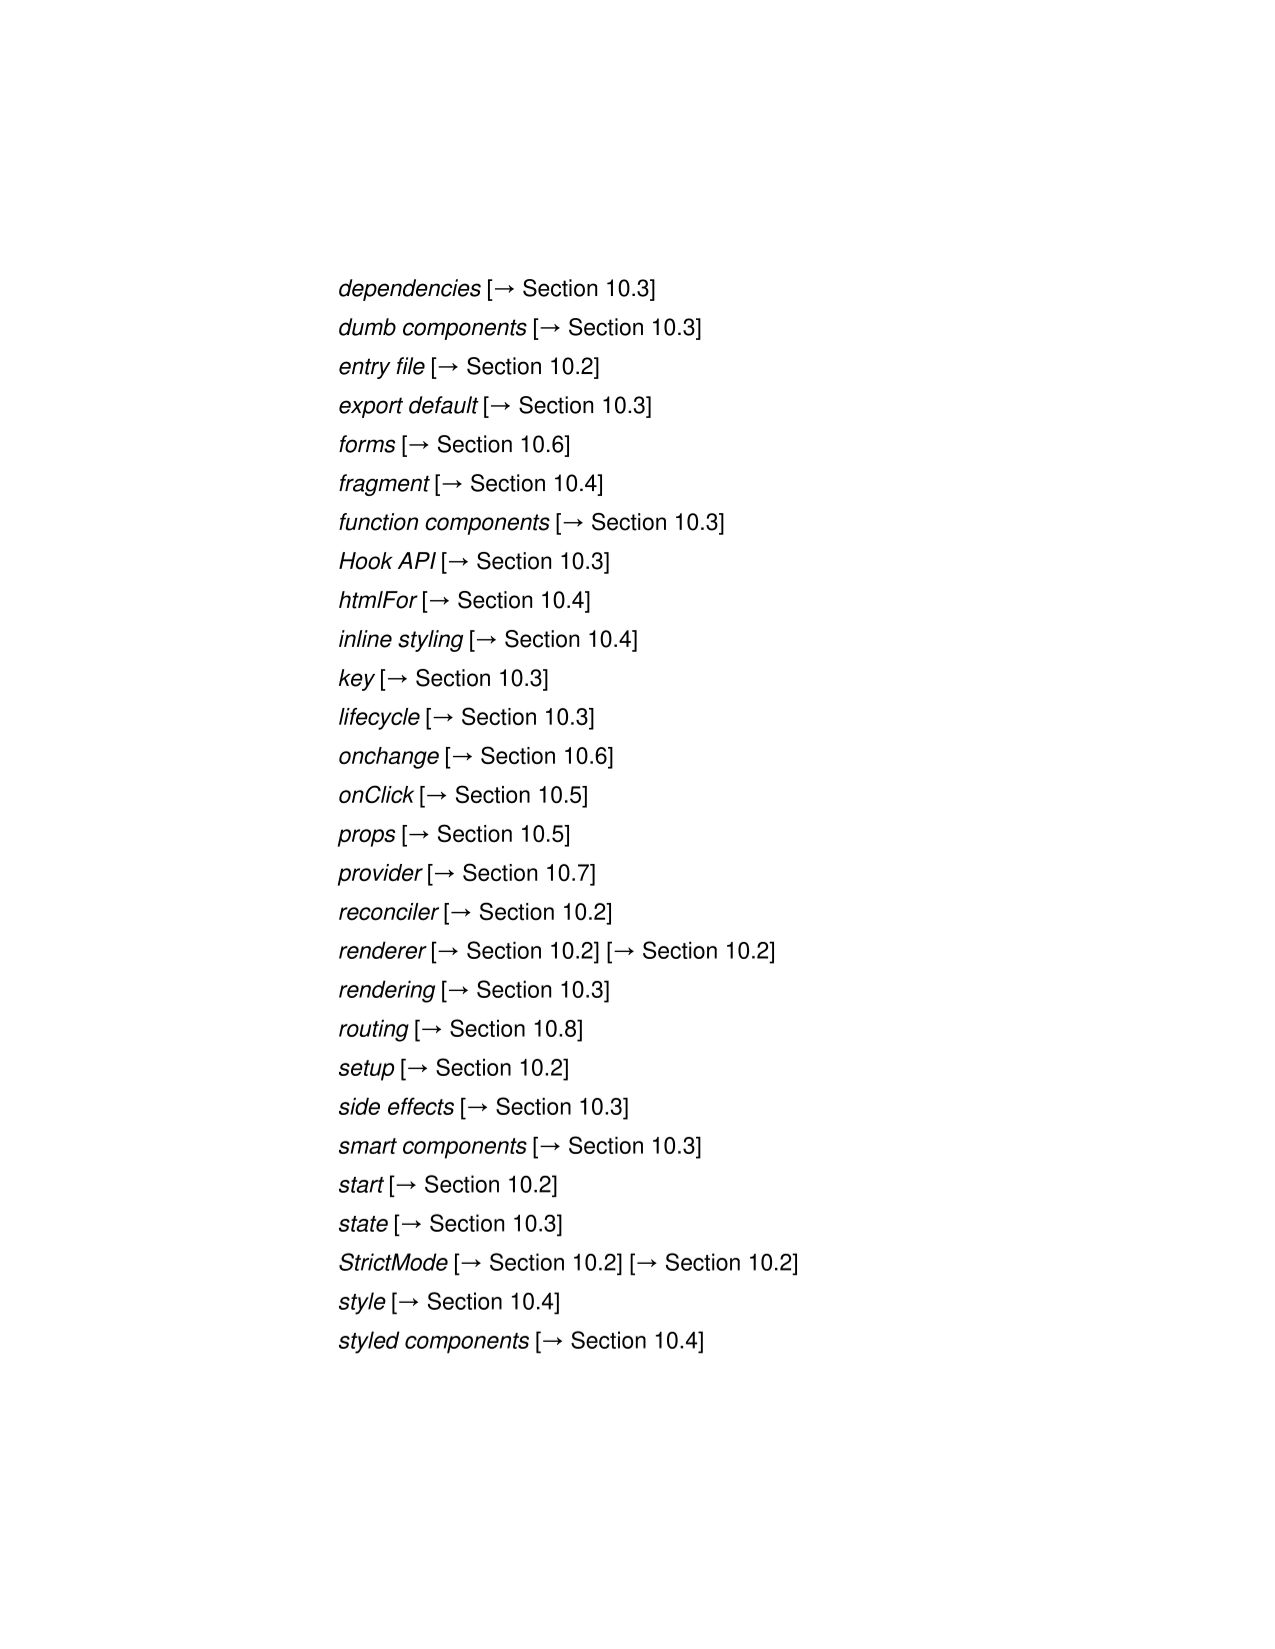 dependencies [→ Section 10.3]
dumb components [→ Section 10.3]
entry file [→ Section 10.2]
export default [→ Section 10.3]
forms [→ Section 10.6]
fragment [→ Section 10.4]
function components [→ Section 10.3]
Hook API [→ Section 10.3]
htmlFor [→ Section 10.4]
inline styling [→ Section 10.4]
key [→ Section 10.3]
lifecycle [→ Section 10.3]
onchange [→ Section 10.6]
onClick [→ Section 10.5]
props [→ Section 10.5]
provider [→ Section 10.7]
reconciler [→ Section 10.2]
renderer [→ Section 10.2] [→ Section 10.2]
rendering [→ Section 10.3]
routing [→ Section 10.8]
setup [→ Section 10.2]
side effects [→ Section 10.3]
smart components [→ Section 10.3]
start [→ Section 10.2]
state [→ Section 10.3]
StrictMode [→ Section 10.2] [→ Section 10.2]
style [→ Section 10.4]
styled components [→ Section 10.4]